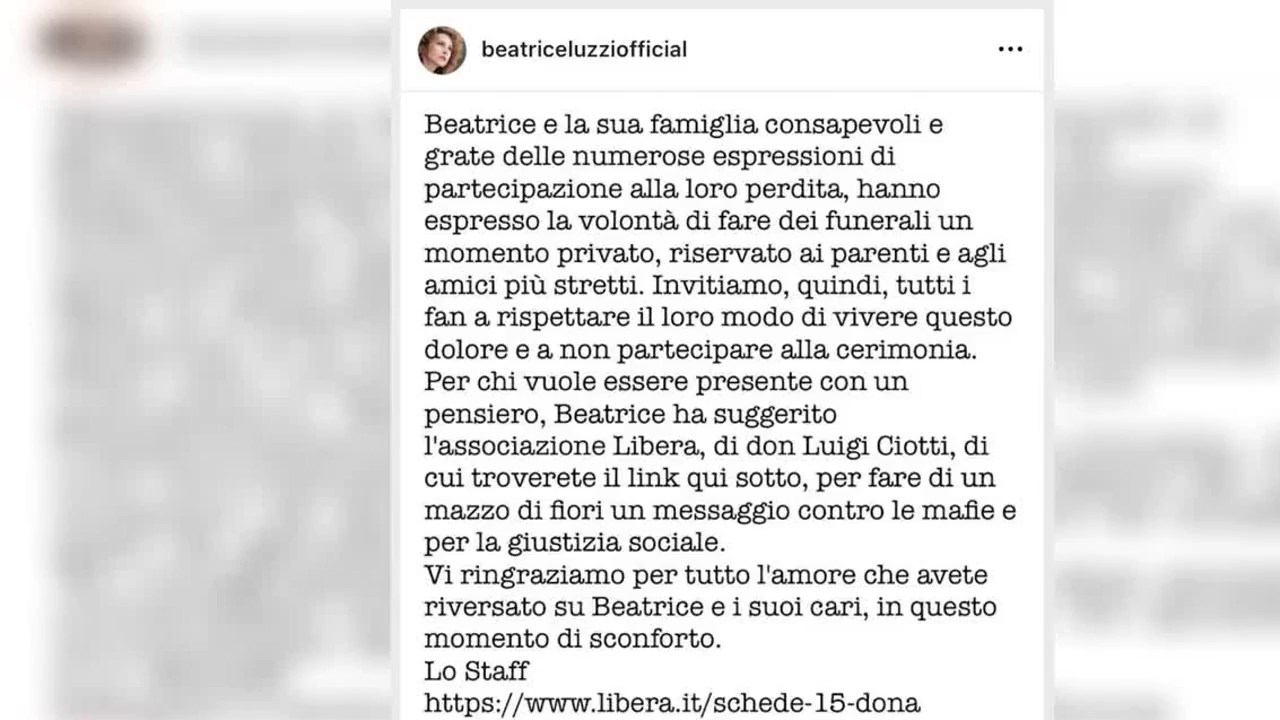 beatriceluzziofficial
Beatrice e la sua famiglia consapevoli e
grate delle numerose espressioni di
partecipazione alla loro perdita, hanno
espresso la volontà di fare dei funerali un
momento privato, riservato ai parenti e agli
amici più stretti. Invitiamo, quindi, tutti i
fan a rispettare il loro modo di vivere questo
dolore e a non partecipare alla cerimonia.
Per chi vuole essere presente con un
pensiero, Beatrice ha suggerito
l'associazione Libera, di don Luigi Ciotti, di
cui troverete il link qui sotto, per fare di un
mazzo di fiori un messaggio contro le mafie e
per la giustizia sociale.
Vi ringraziamo per tutto l'amore che avete
riversato su Beatrice e i suoi cari, in questo
momento di sconforto.
Lo Staff
https://www.libera.it/schede-15-dona